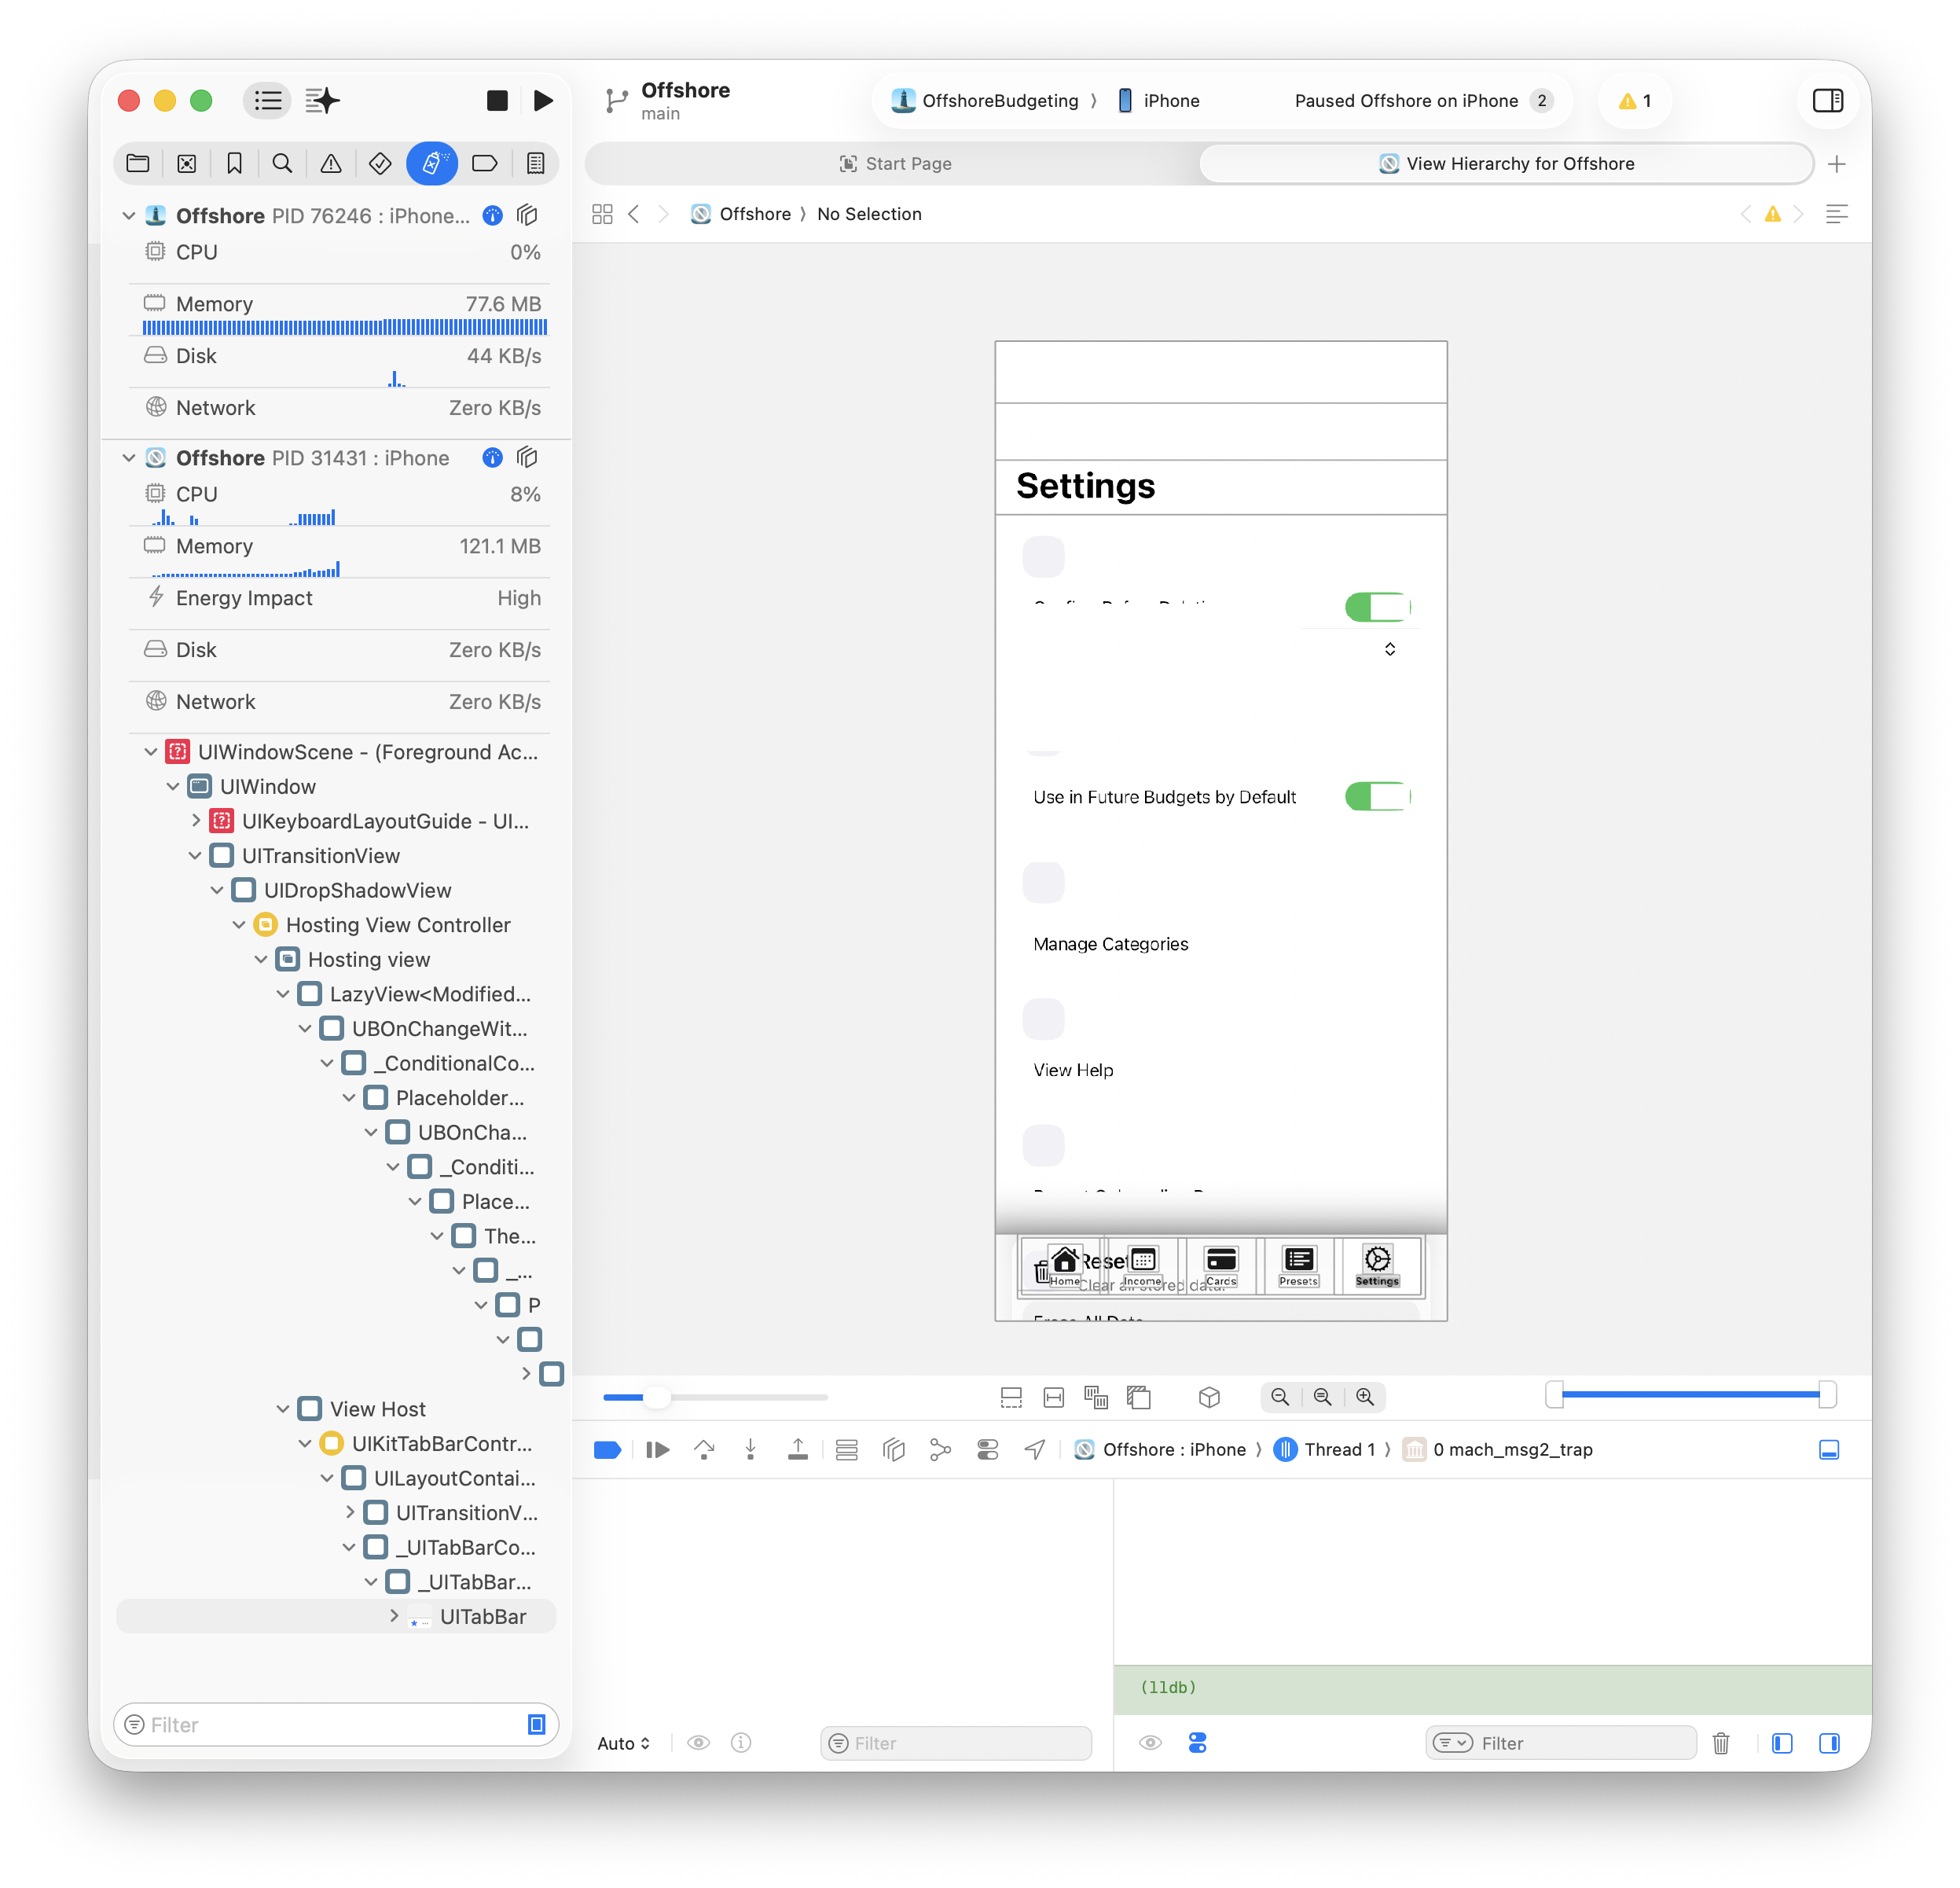 Offshore
main
OffshoreBudgeting
iPhone
Paused Offshore on iPhone 2
1
Start Page
View Hierarchy for Offshore
Offshore
No Selection
Offshore PID 76246 : iPhone...
CPU 0%
Memory 77.6 MB
Disk 44 KB/s
Network Zero KB/s
Offshore PID 31431 : iPhone
CPU 8%
Memory 121.1 MB
Energy Impact High
Disk Zero KB/s
Network Zero KB/s
UIWindowScene - (Foreground Ac...
UIWindow
UIKeyboardLayoutGuide - UI...
UITransitionView
UIDropShadowView
Hosting View Controller
Hosting view
LazyView<Modified...
UBOnChangeWit...
_ConditionalCo...
Placeholder...
UBOnCha...
_Conditi...
Place...
The...
_...
P
View Host
UIKitTabBarContr...
UILayoutContai...
UITransitionV...
_UITabBarCo...
_UITabBar...
UITabBar
Filter
Settings
Use in Future Budgets by Default
Manage Categories
View Help
Reset
Clear all stored data.
Home
Income
Cards
Presets
Settings
Erase All Data
Offshore : iPhone
Thread 1
0 mach_msg2_trap
(lldb)
Auto
Filter
Filter